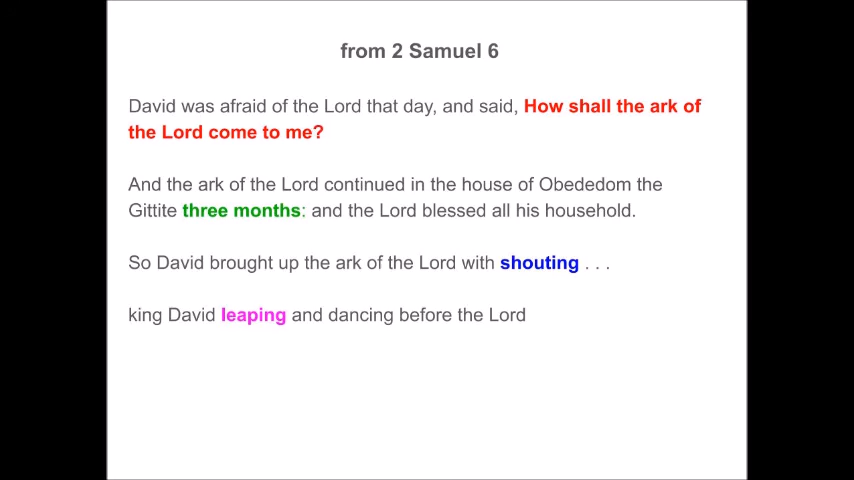 from 2 Samuel 6
David was afraid of the Lord that day, and said, How shall the ark of
the Lord come to me?
And the ark of the Lord continued in the house of Obededom the
Gittite three months: and the Lord blessed all his household.
So David brought up the ark of the Lord with shouting . . .
king David leaping and dancing before the Lord